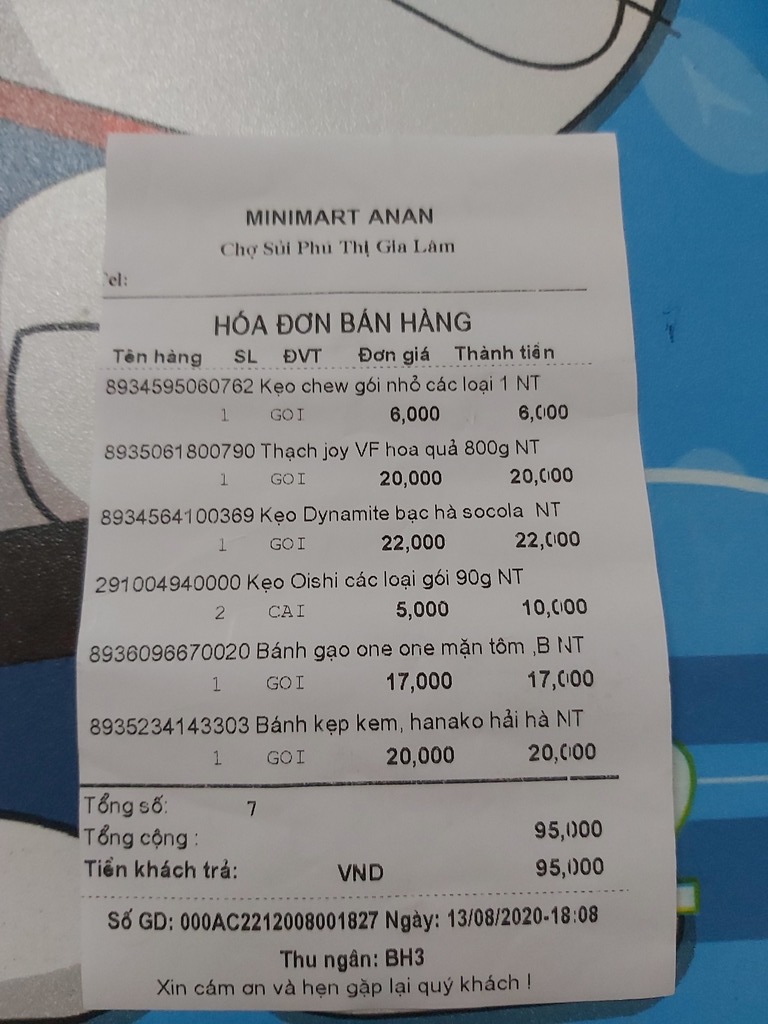 MINIMART ANAN
Chợ Sủi Phú Thị Gia Lâm
el:
HÓA ĐƠN BÁN HÀNG
Tên hàng SL ĐVT Đơn giá Thành tiền
8934595060762 Kẹo chew gói nhỏ các loại 1 NT
1 GOI 6,000 6,000
8935061800790 Thạch joy VF hoa quả 800g NT
1 GOI 20,000 20,000
8934564100369 Kẹo Dynamite bạc hà socola NT
1 GOI 22,000 22,000
291004940000 Kẹo Oishi các loại gói 90g NT
2 CAI 5,000 10,000
8936096670020 Bánh gạo one one mặn tôm ,B NT
1 GOI 17,000 17,000
8935234143303 Bánh kẹp kem, hanako hải hà NT
1 GOI 20,000 20,000
Tổng số: 7
Tổng cộng : 95,000
Tiền khách trả: VND 95,000
Số GD: 000AC2212008001827 Ngày: 13/08/2020-18:08
Thu ngân: BH3
Xin cám ơn và hẹn gặp lại quý khách !